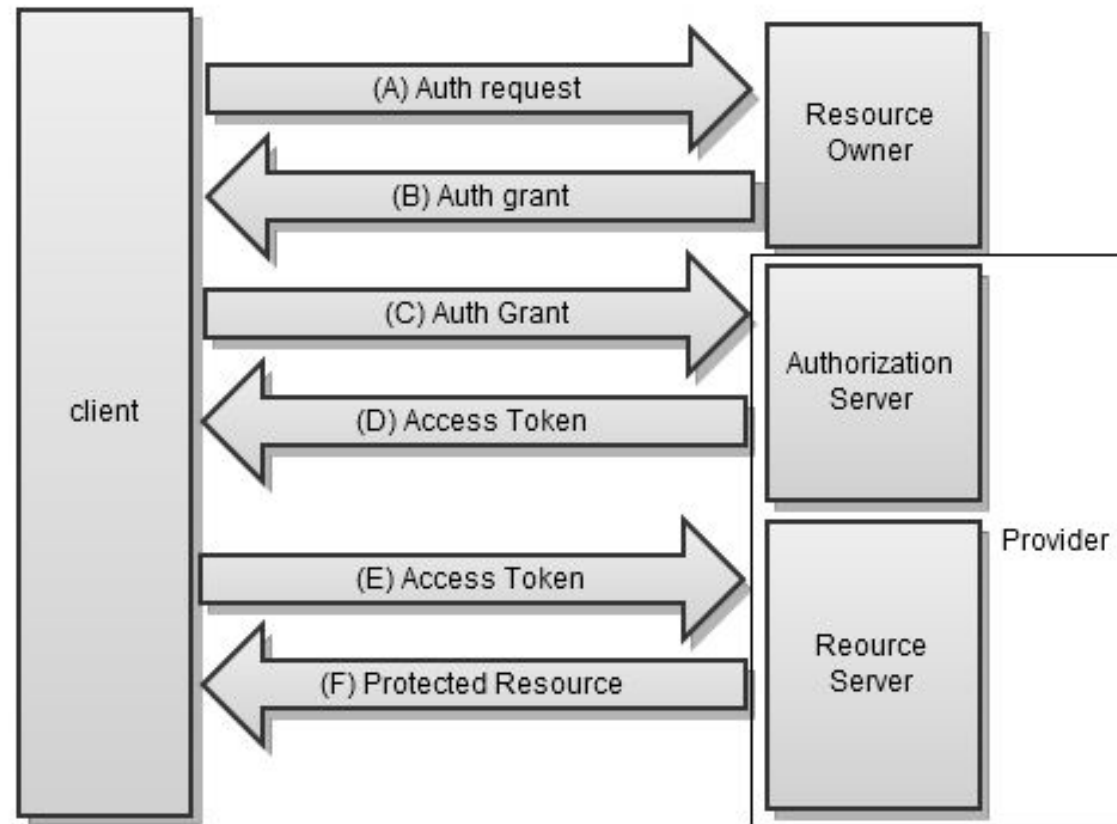 (A) Auth request
Resource
Owner
(B) Auth grant
(C) Auth Grant
client
Authorization
Server
(D) Access Token
Provider
(E) Access Token
Reource
Server
(F) Protected Resource